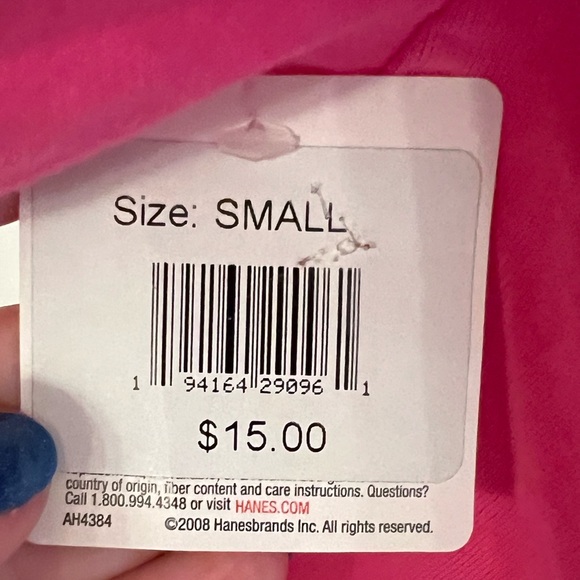 Size: SMALL
1 94164 29096 1
$15.00
country of origin, fiber content and care instructions. Questions?
Call 1.800.994.4348 or visit HANES.COM
AH4384 ©2008 Hanesbrands Inc. All rights reserved.